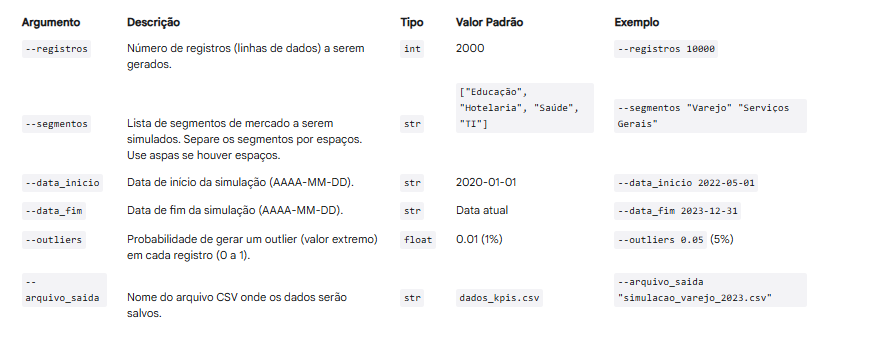 Argumento Descrição Tipo Valor Padrão Exemplo
--registros Número de registros (linhas de dados) a serem gerados. int 2000 --registros 10000
--segmentos Lista de segmentos de mercado a serem simulados. Separe os segmentos por espaços. Use aspas se houver espaços. str ["Educação", "Hotelaria", "Saúde", "TI"] --segmentos "Varejo" "Serviços Gerais"
--data_inicio Data de início da simulação (AAAA-MM-DD). str 2020-01-01 --data_inicio 2022-05-01
--data_fim Data de fim da simulação (AAAA-MM-DD). str Data atual --data_fim 2023-12-31
--outliers Probabilidade de gerar um outlier (valor extremo) em cada registro (0 a 1). float 0.01 (1%) --outliers 0.05 (5%)
--arquivo_saida Nome do arquivo CSV onde os dados serão salvos. str dados_kpis.csv --arquivo_saida "simulacao_varejo_2023.csv"